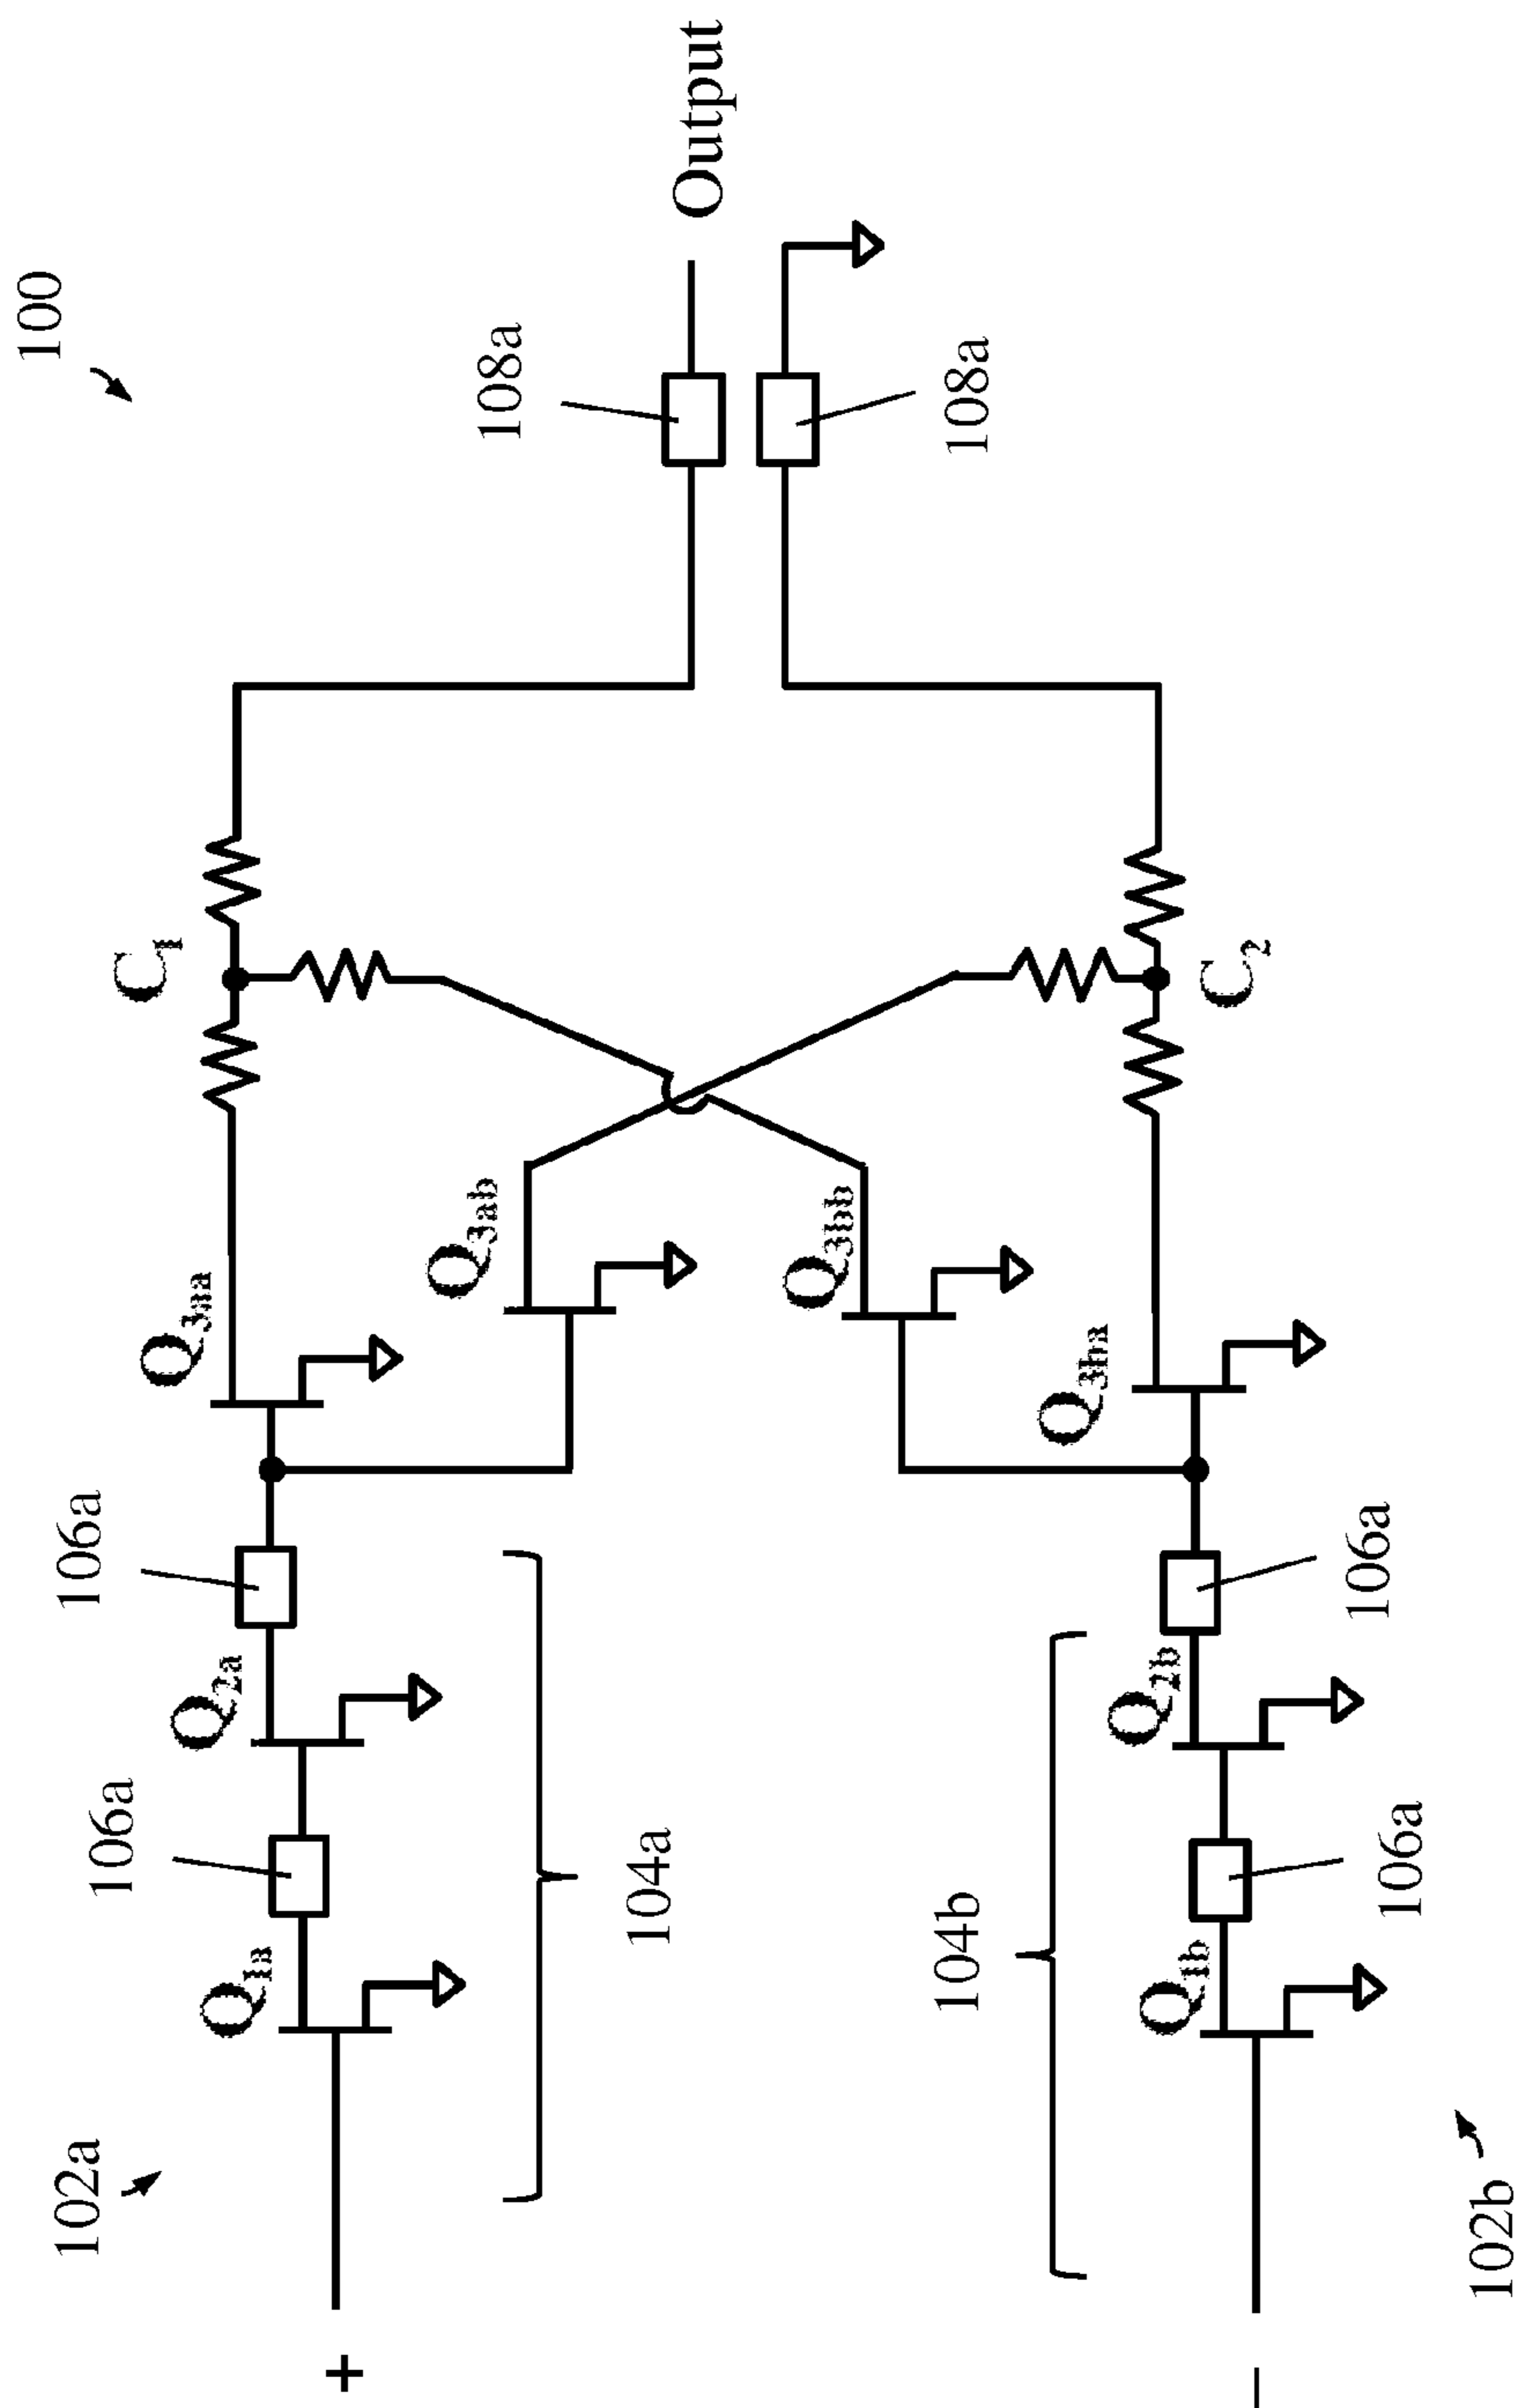 100
102a
106a
106a
C₁
Q₃ₐₐ
Q₂ₐ
Q₁ₐ
+
Q3ab
108a
104a
Output
Q3bb
104b
108a
Q3ba
Q2b
Q1b
C₂
−
106a
106a
102b